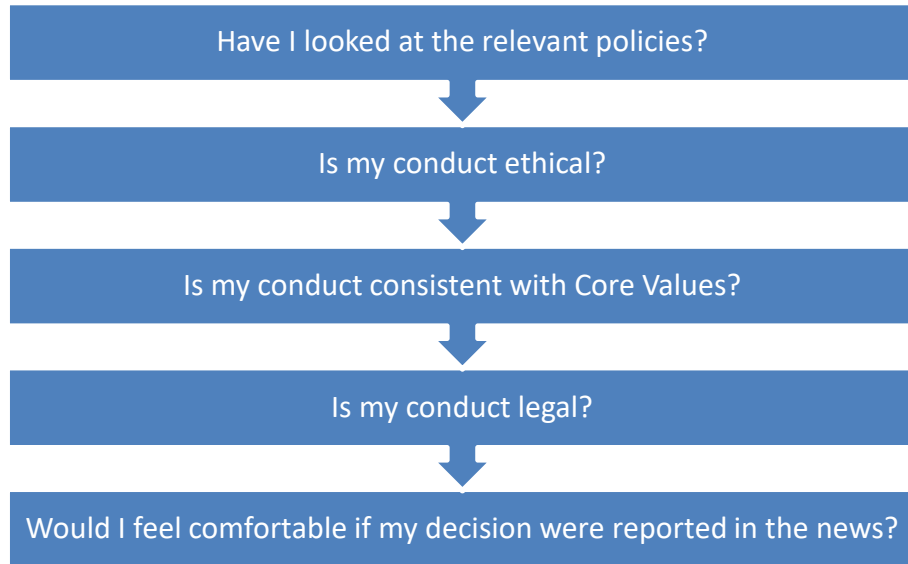 Have I looked at the relevant policies?
Is my conduct ethical?
Is my conduct consistent with Core Values?
Is my conduct legal?
Would I feel comfortable if my decision were reported in the news?